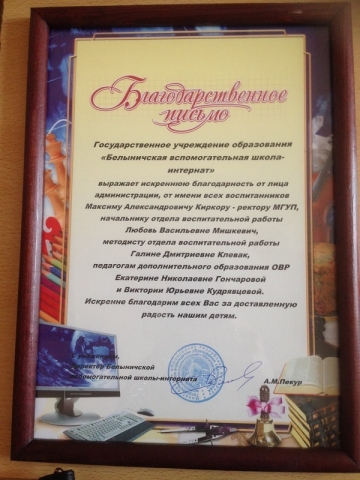 Благодарственное
письмо
Государственное учреждение образования
«Белыничская вспомогательная школа-
интернат»
выражает искреннюю благодарность от лица
администрации, от имени всех воспитанников
Максиму Александровичу Киркору - ректору МГУП,
начальнику отдела воспитательной работы
Любовь Васильевне Мишкевич,
методисту отдела воспитательной работы
Галине Дмитриевне Клевак,
педагогам дополнительного образования ОВР
Екатерине Николаевне Гончаровой
и Виктории Юрьевне Кудрявцевой.
Искренне благодарим всех Вас за доставленную
радость нашим детям.
директор Белыничской
вспомогательной школы-интерната
А.М.Пекур